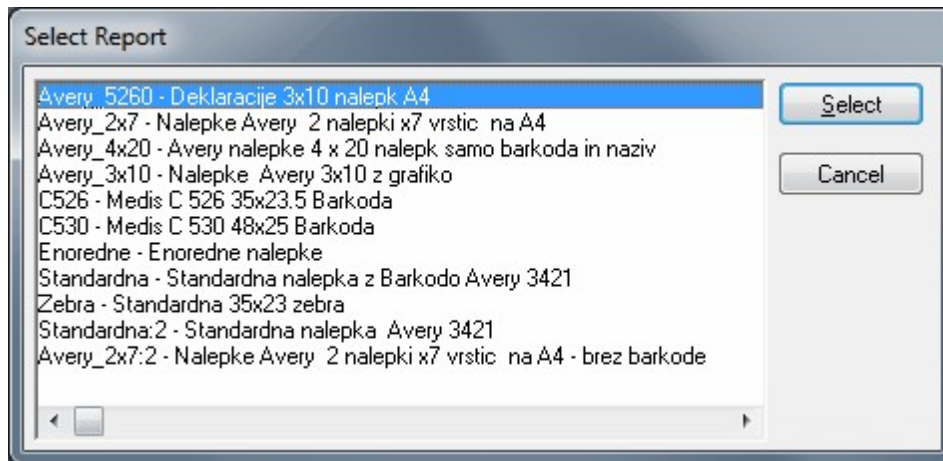 Select Report
Avery_5260 - Deklaracije 3x10 nalepk A4
Avery_2x7 - Nalepke Avery  2 nalepki x7 vrstic  na A4
Avery_4x20 - Avery nalepke 4 x 20 nalepk samo barkoda in naziv
Avery_3x10 - Nalepke  Avery 3x10 z grafiko
C526 - Medis C 526 35x23.5 Barkoda
C530 - Medis C 530 48x25 Barkoda
Enoredne - Enoredne nalepke
Standardna - Standardna nalepka z Barkodo Avery 3421
Zebra - Standardna 35x23 zebra
Standardna:2 - Standardna nalepka  Avery 3421
Avery_2x7:2 - Nalepke Avery  2 nalepki x7 vrstic  na A4 - brez barkode
Select
Cancel